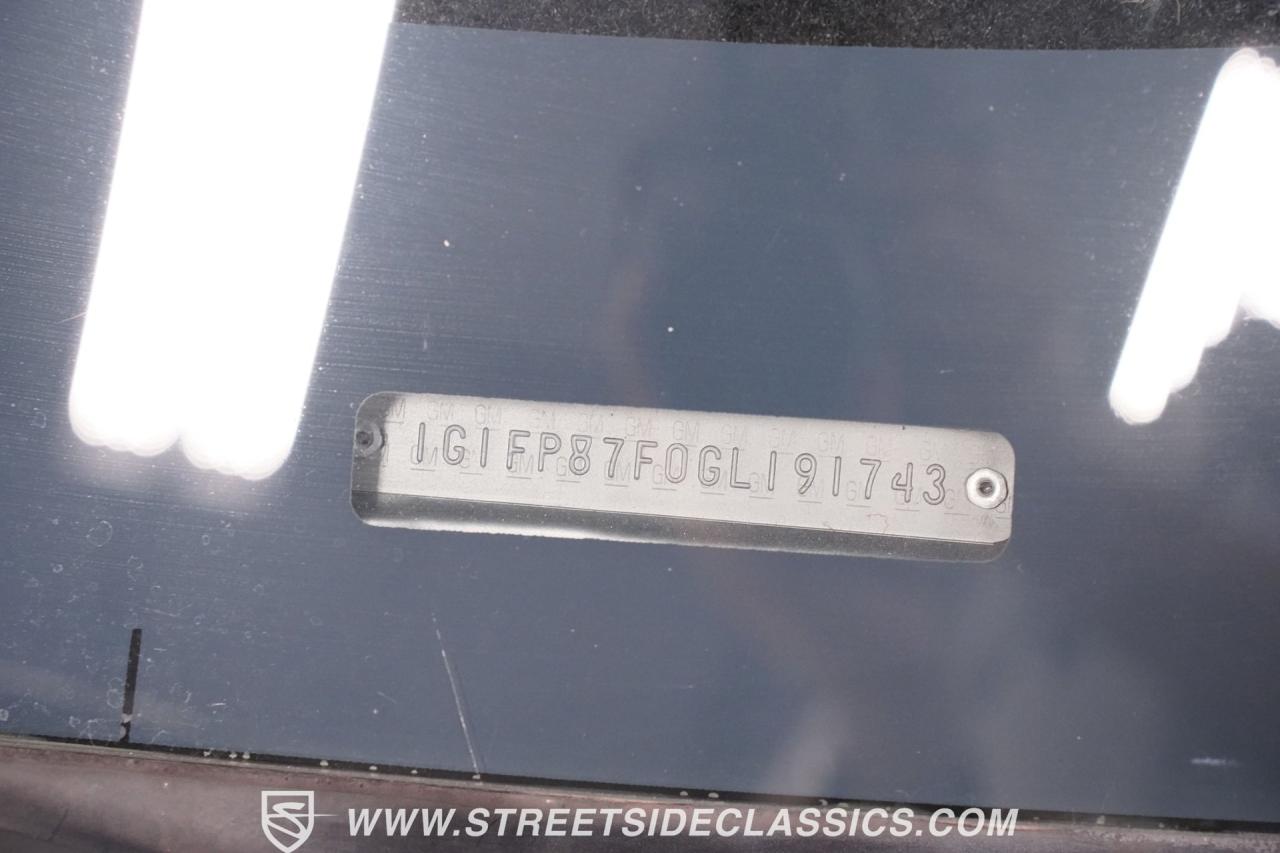 1G1FP87F0GL191743
WWW.STREETSIDECLASSICS.COM